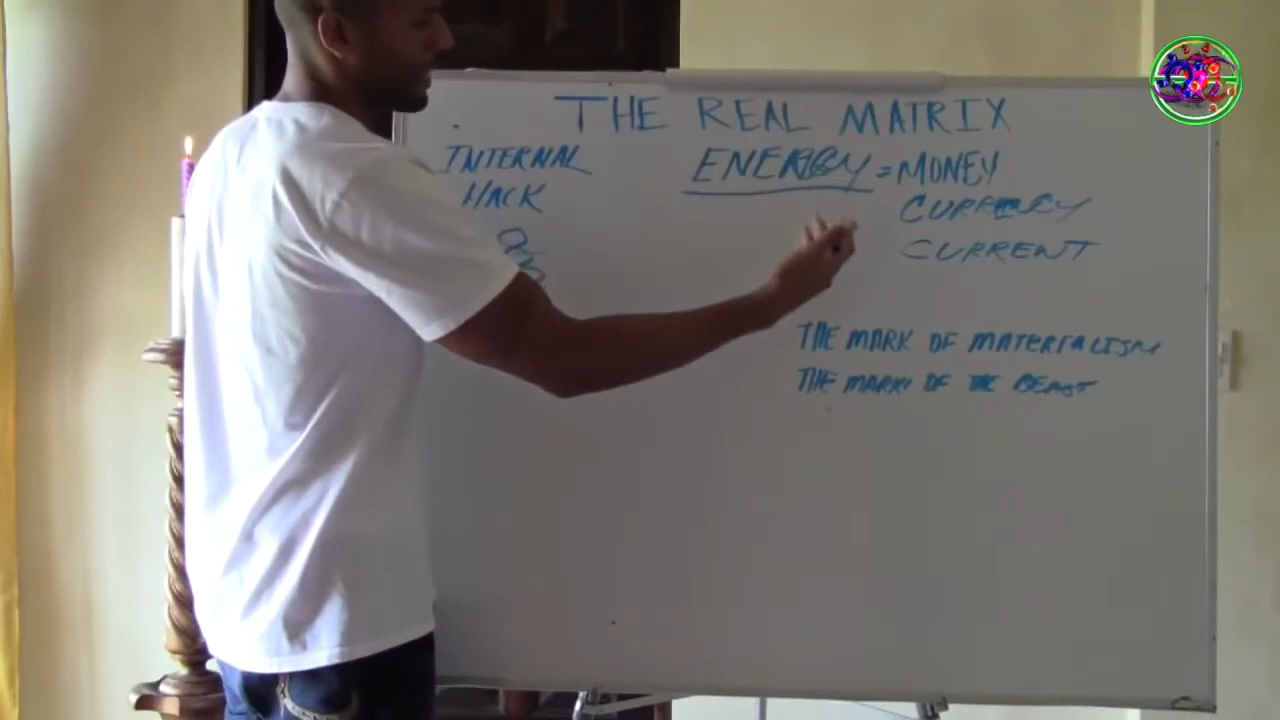 THE REAL MATRIX
INTERNAL
HACK
ENERGY = MONEY
CURRENCY
CURRENT
THE MARK OF MATERIALISM
THE MARK OF THE BEAST